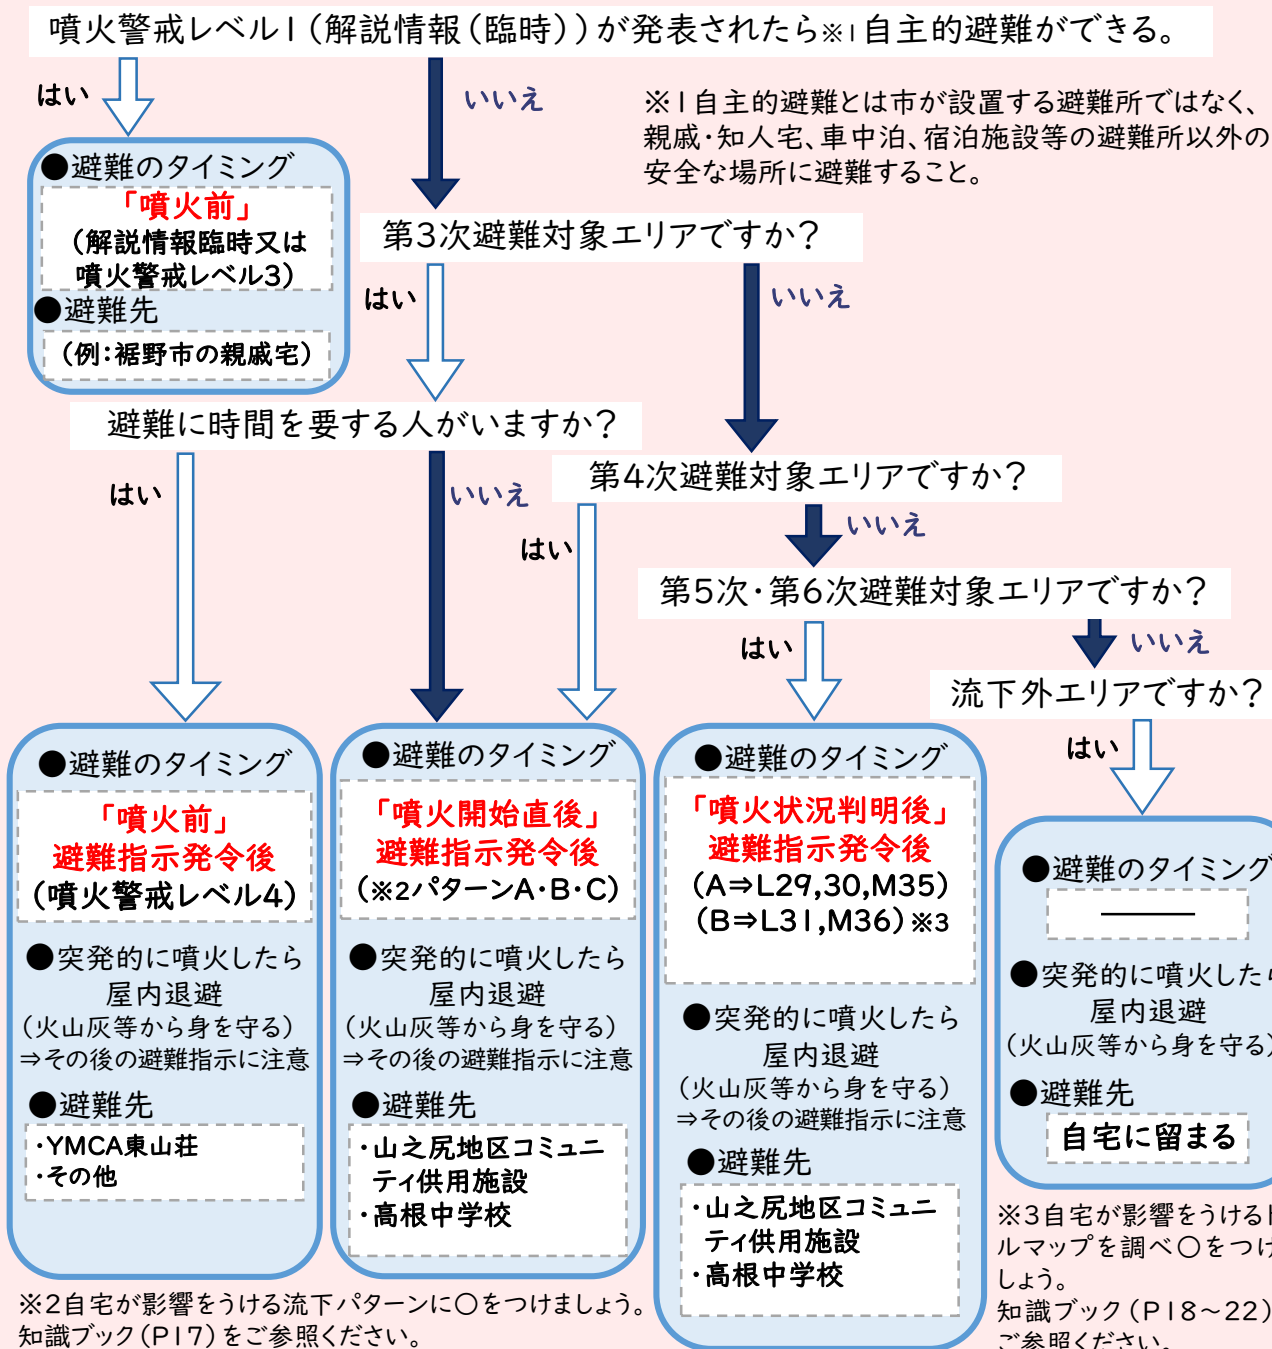 噴火警戒レベル1（解説情報（臨時））が発表されたら※1自主的避難ができる。
はい
いいえ
※1自主的避難とは市が設置する避難所ではなく、
親戚・知人宅、車中泊、宿泊施設等の避難所以外の
安全な場所に避難すること。
●避難のタイミング
「噴火前」
（解説情報臨時又は
噴火警戒レベル3）
●避難先
（例：裾野市の親戚宅）
第3次避難対象エリアですか？
はい
いいえ
避難に時間を要する人がいますか？
はい
いいえ
第4次避難対象エリアですか？
はい
いいえ
第5次・第6次避難対象エリアですか？
はい
いいえ
流下外エリアですか？
はい
●避難のタイミング
「噴火前」
避難指示発令後
（噴火警戒レベル4）
●突発的に噴火したら
屋内退避
（火山灰等から身を守る）
⇒その後の避難指示に注意
●避難先
・YMCA東山荘
・その他
●避難のタイミング
「噴火開始直後」
避難指示発令後
（※2パターンA・B・C）
●突発的に噴火したら
屋内退避
（火山灰等から身を守る）
⇒その後の避難指示に注意
●避難先
・山之尻地区コミュニ
ティ供用施設
・高根中学校
●避難のタイミング
「噴火状況判明後」
避難指示発令後
（A⇒L29,30,M35）
（B⇒L31,M36）※3
●突発的に噴火したら
屋内退避
（火山灰等から身を守る）
⇒その後の避難指示に注意
●避難先
・山之尻地区コミュニ
ティ供用施設
・高根中学校
●避難のタイミング
―――
●突発的に噴火したら
屋内退避
（火山灰等から身を守る）
●避難先
自宅に留まる
※2自宅が影響をうける流下パターンに○をつけましょう。
知識ブック（P17）をご参照ください。
※3自宅が影響をうけるド
ルマップを調べ○をつけ
しょう。
知識ブック（P18～22）
ご参照ください。